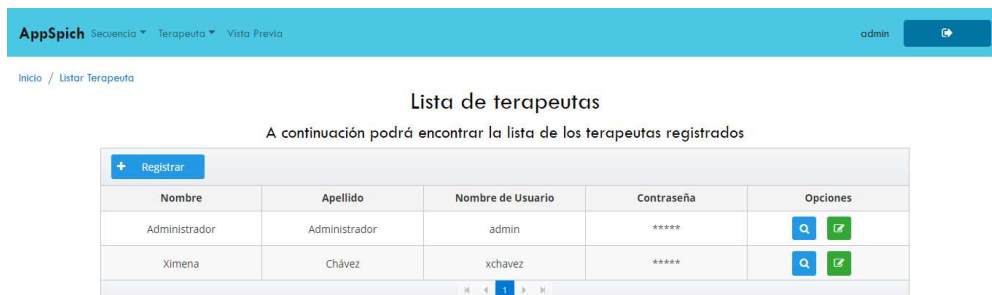 AppSpich Secuencia Terapeuta Vista Previa admin
Inicio / Listar Terapeuta
Lista de terapeutas
A continuación podrá encontrar la lista de los terapeutas registrados
+ Registrar
Nombre Apellido Nombre de Usuario Contraseña Opciones
Administrador Administrador admin *****
Ximena Chávez xchavez *****
1